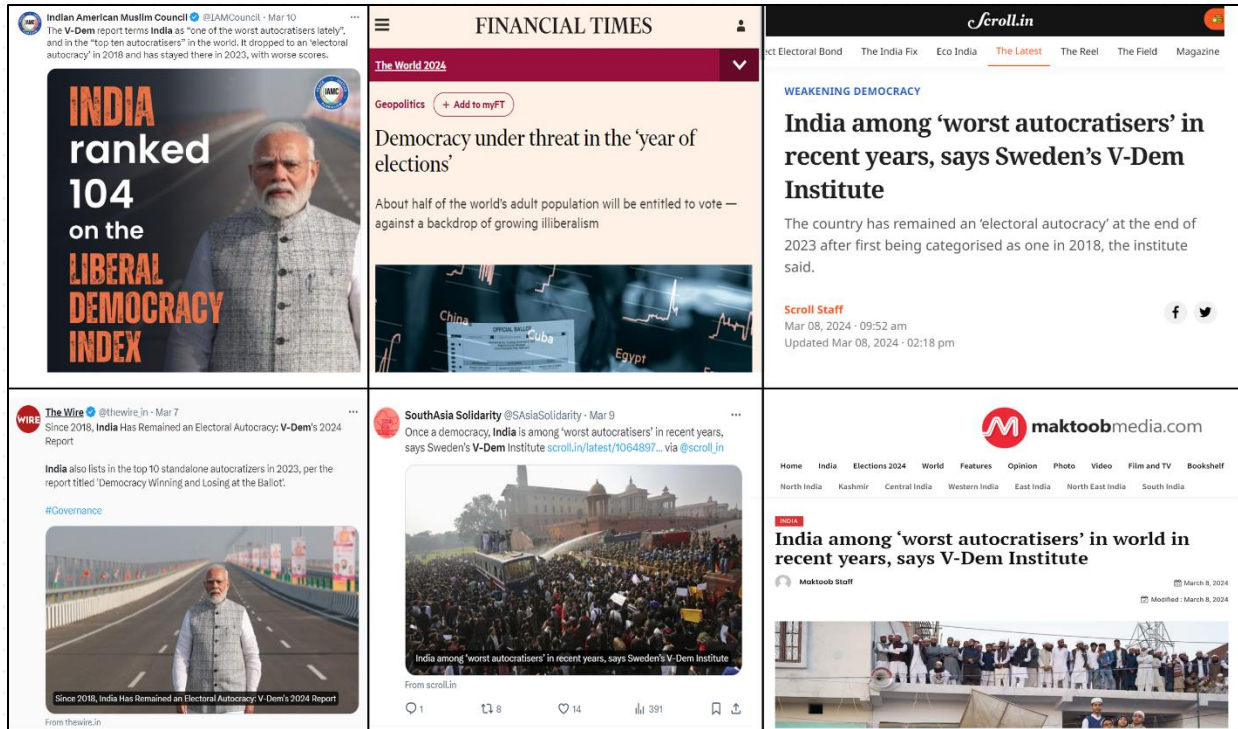 Indian American Muslim Council @IAMCouncil · Mar 10 ...
The V-Dem report terms India as "one of the worst autocratisers lately",
and in the "top ten autocratisers" in the world. It dropped to an 'electoral
autocracy' in 2018 and has stayed there in 2023, with worse scores.
IAMC
INDIA
ranked
104
on the
LIBERAL
DEMOCRACY
INDEX
FINANCIAL TIMES
The World 2024
Geopolitics + Add to myFT
Democracy under threat in the 'year of
elections'
About half of the world's adult population will be entitled to vote —
against a backdrop of growing illiberalism
China
OFFICIAL BALLOT
Cuba
Egypt
Scroll.in
ect Electoral Bond The India Fix Eco India The Latest The Reel The Field Magazine
WEAKENING DEMOCRACY
India among 'worst autocratisers' in
recent years, says Sweden's V-Dem
Institute
The country has remained an 'electoral autocracy' at the end of
2023 after first being categorised as one in 2018, the institute
said.
Scroll Staff
Mar 08, 2024 · 09:52 am
Updated Mar 08, 2024 · 02:18 pm
WIRE
The Wire @thewire_in · Mar 7 ...
Since 2018, India Has Remained an Electoral Autocracy: V-Dem's 2024
Report
India also lists in the top 10 standalone autocratizers in 2023, per the
report titled 'Democracy Winning and Losing at the Ballot'.
#Governance
Since 2018, India Has Remained an Electoral Autocracy: V-Dem's 2024 Report
From thewire.in
SouthAsia Solidarity @SAsiaSolidarity · Mar 9 ...
Once a democracy, India is among 'worst autocratisers' in recent years,
says Sweden's V-Dem Institute scroll.in/latest/1064897... via @scroll_in
India among 'worst autocratisers' in recent years, says Sweden's V-Dem Institute
From scroll.in
1 8 14 391
maktoobmedia.com
Home India Elections 2024 World Features Opinion Photo Video Film and TV Bookshelf
North India Kashmir Central India Western India East India North East India South India
INDIA
India among 'worst autocratisers' in world in
recent years, says V-Dem Institute
Maktoob Staff March 8, 2024
Modified : March 8, 2024